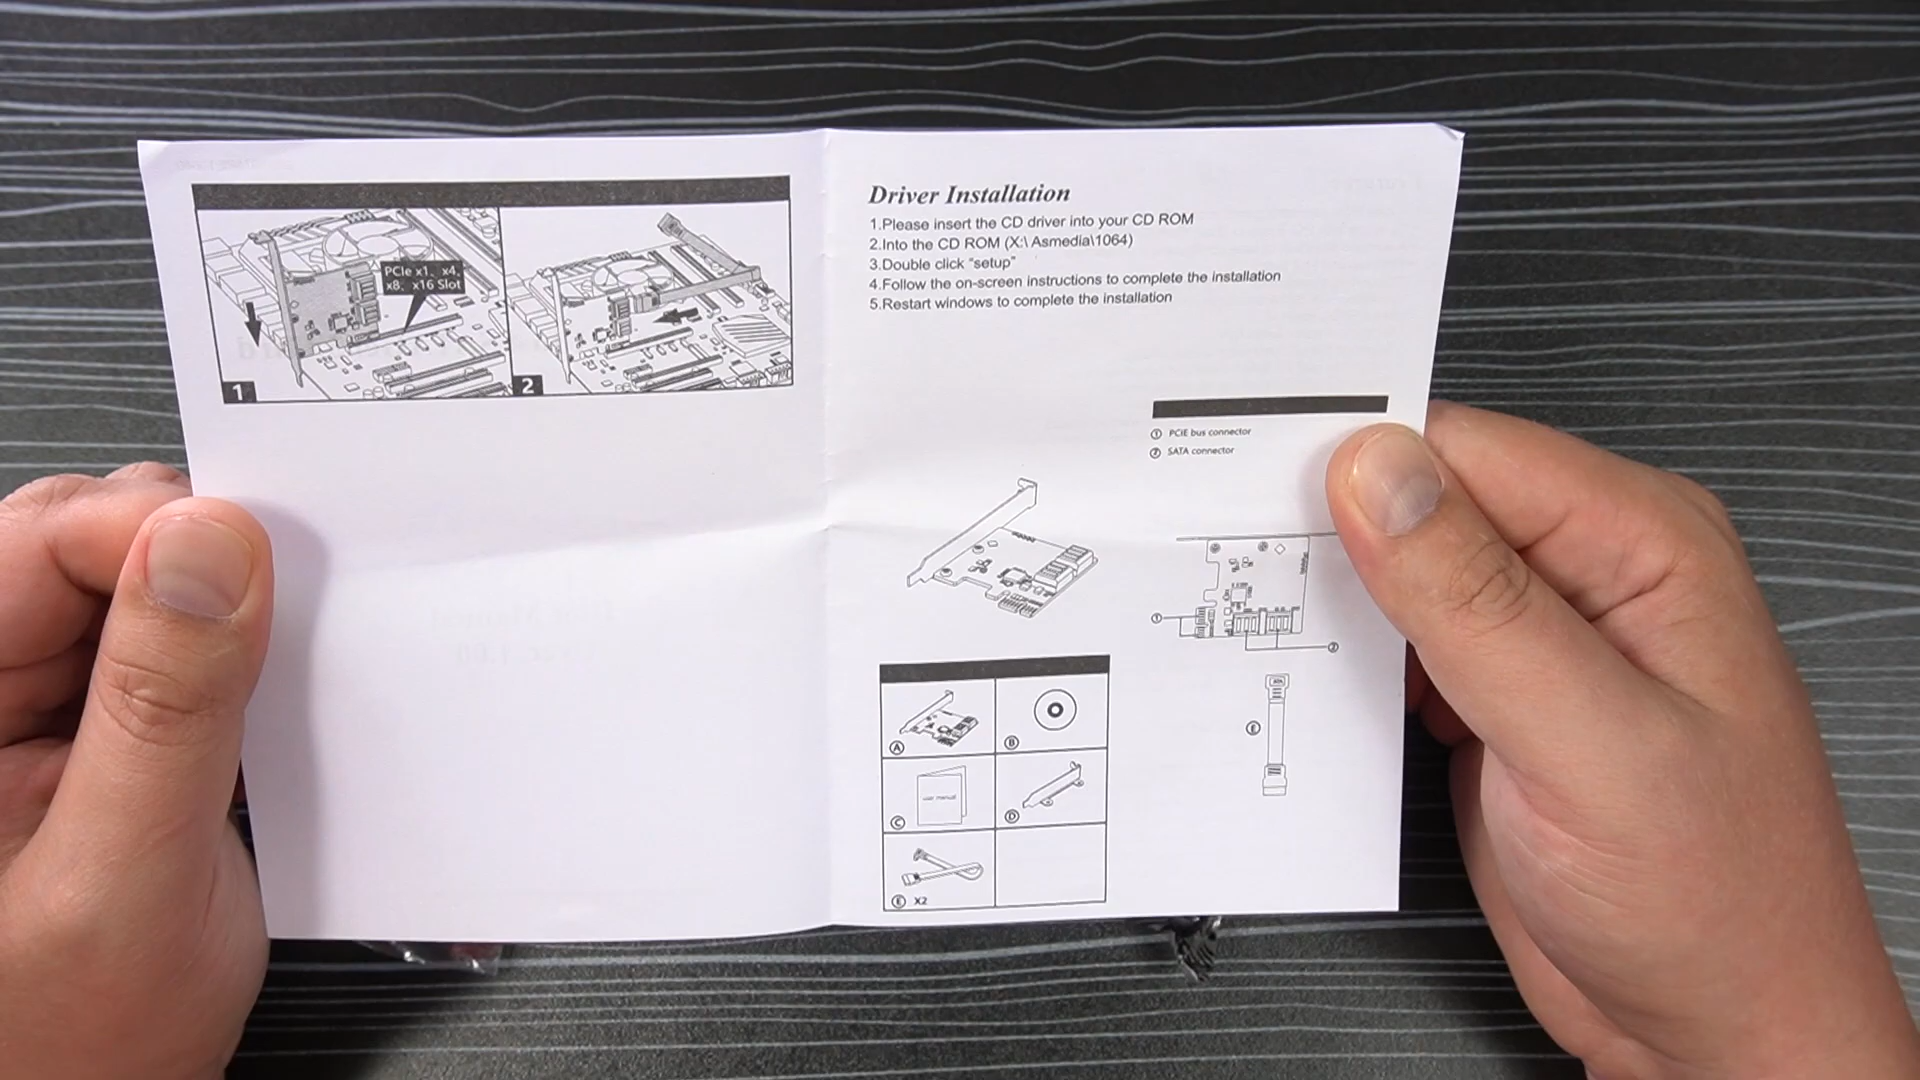 PCIe x1、x4、
x8、x16 Slot
1
2
Driver Installation
1.Please insert the CD driver into your CD ROM
2.Into the CD ROM (X:\ Asmedia\1064)
3.Double click “setup”
4.Follow the on-screen instructions to complete the installation
5.Restart windows to complete the installation
① PCiE bus connector
② SATA connector
①
②
Ⓐ
Ⓑ
user manual
Ⓒ
Ⓓ
Ⓔ X2
Ⓔ